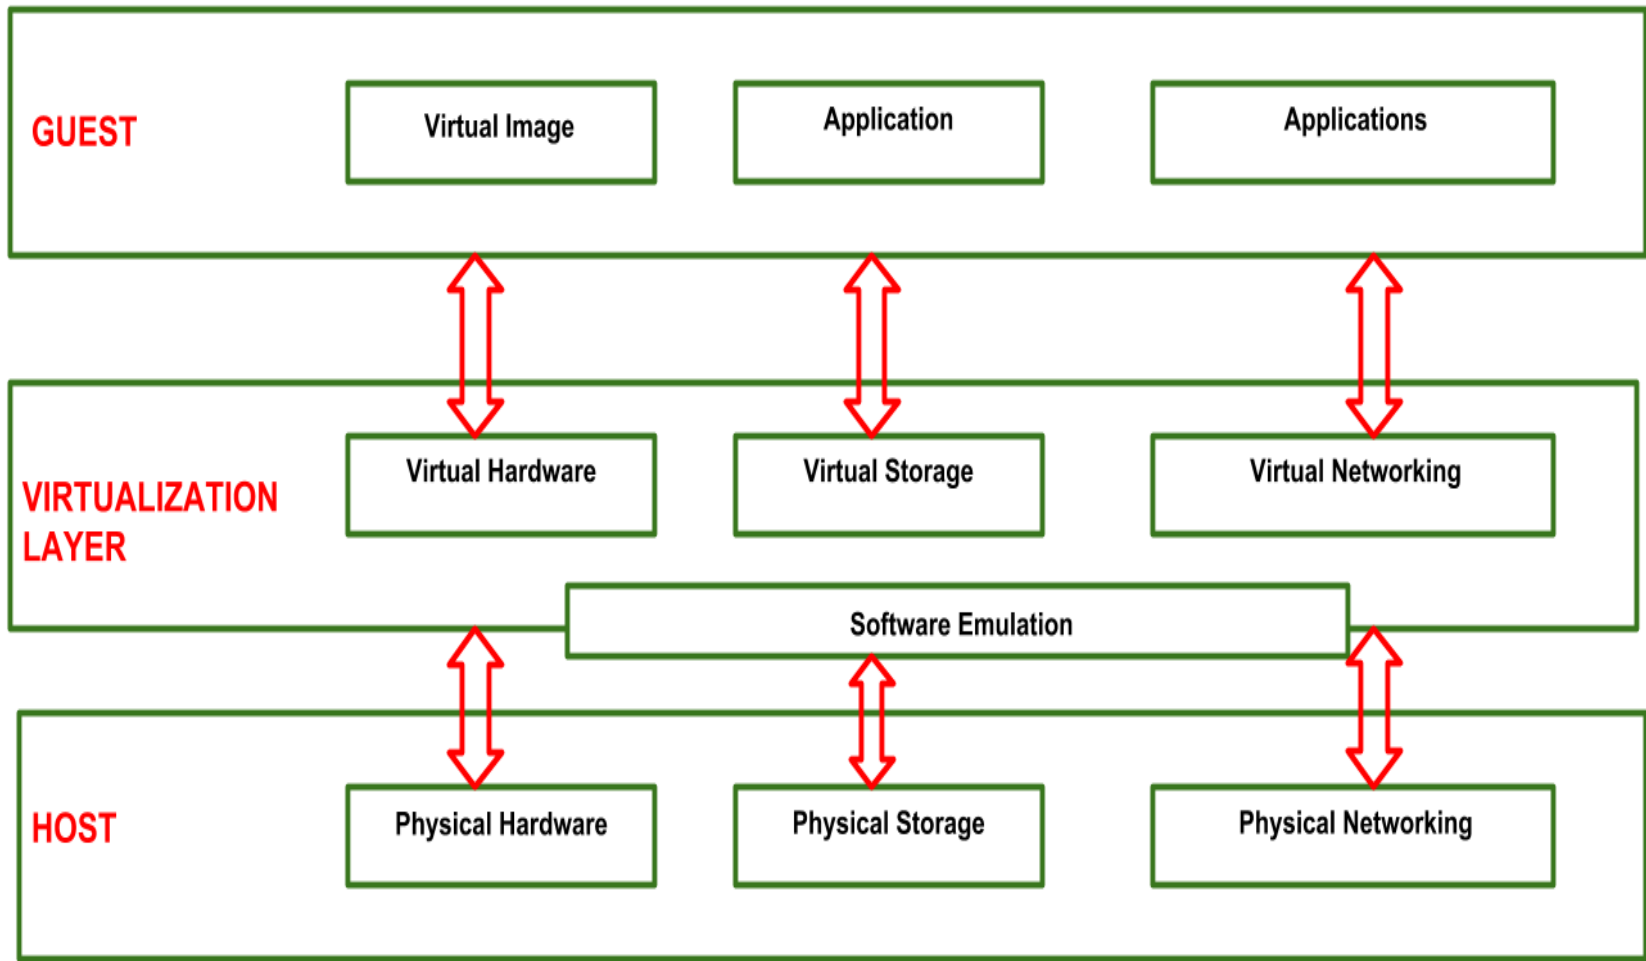 GUEST
Virtual Image
Application
Applications
VIRTUALIZATION
LAYER
Virtual Hardware
Virtual Storage
Virtual Networking
Software Emulation
HOST
Physical Hardware
Physical Storage
Physical Networking